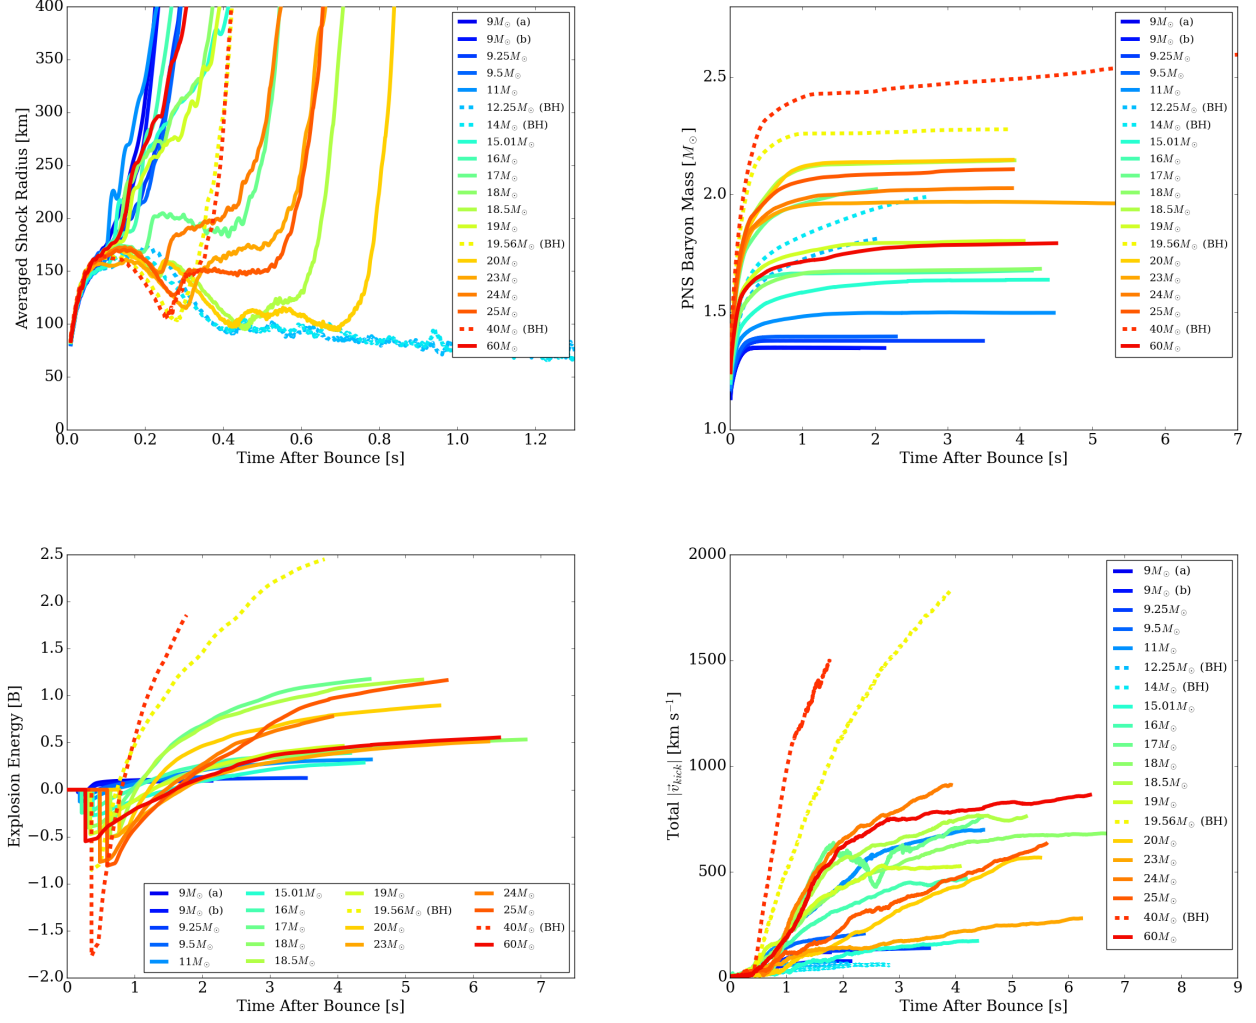 400
350
300
250
200
150
100
50
0
Averaged Shock Radius [km]
0.0 0.2 0.4 0.6 0.8 1.0 1.2
Time After Bounce [s]
9M☉ (a)
9M☉ (b)
9.25M☉
9.5M☉
11M☉
12.25M☉ (BH)
14M☉ (BH)
15.01M☉
16M☉
17M☉
18M☉
18.5M☉
19M☉
19.56M☉ (BH)
20M☉
23M☉
24M☉
25M☉
40M☉ (BH)
60M☉
2.5
2.0
1.5
1.0
PNS Baryon Mass [M☉]
0 1 2 3 4 5 6 7
Time After Bounce [s]
9M☉ (a)
9M☉ (b)
9.25M☉
9.5M☉
11M☉
12.25M☉ (BH)
14M☉ (BH)
15.01M☉
16M☉
17M☉
18M☉
18.5M☉
19M☉
19.56M☉ (BH)
20M☉
23M☉
24M☉
25M☉
40M☉ (BH)
60M☉
2.5
2.0
1.5
1.0
0.5
0.0
−0.5
−1.0
−1.5
−2.0
Explosion Energy [B]
0 1 2 3 4 5 6 7
Time After Bounce [s]
9M☉ (a)
9M☉ (b)
9.25M☉
9.5M☉
11M☉
15.01M☉
16M☉
17M☉
18M☉
18.5M☉
19M☉
19.56M☉ (BH)
20M☉
23M☉
24M☉
25M☉
40M☉ (BH)
60M☉
2000
1500
1000
500
0
Total |v⃗kick| [km s⁻¹]
0 1 2 3 4 5 6 7 8 9
Time After Bounce [s]
9M☉ (a)
9M☉ (b)
9.25M☉
9.5M☉
11M☉
12.25M☉ (BH)
14M☉ (BH)
15.01M☉
16M☉
17M☉
18M☉
18.5M☉
19M☉
19.56M☉ (BH)
20M☉
23M☉
24M☉
25M☉
40M☉ (BH)
60M☉